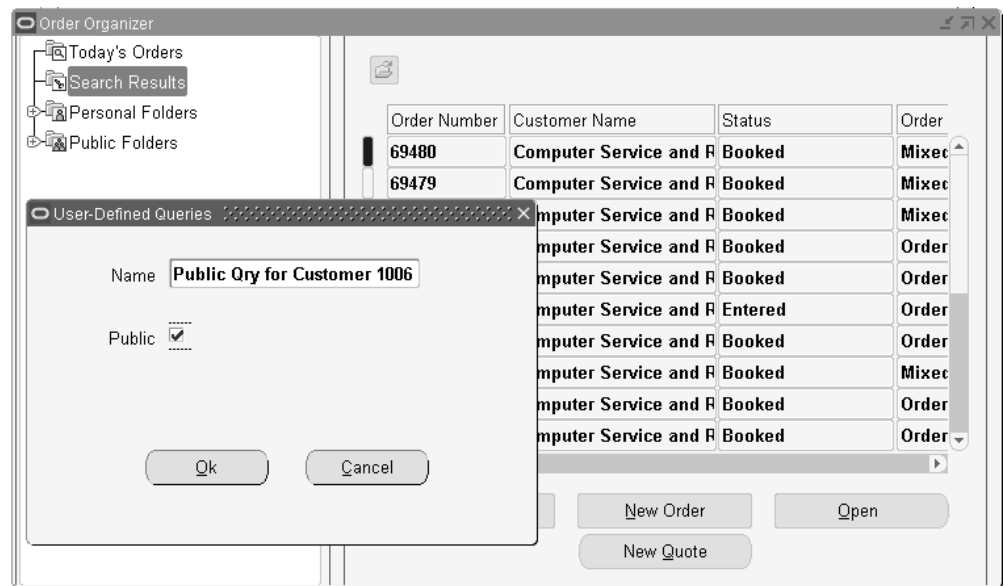 Order Organizer
Today's Orders
Search Results
Personal Folders
Public Folders
Order Number Customer Name Status Order
69480 Computer Service and R Booked Mixed
69479 Computer Service and R Booked Mixed
User-Defined Queries
mputer Service and R Booked Mixed
mputer Service and R Booked Order
Name Public Qry for Customer 1006
mputer Service and R Booked Order
mputer Service and R Entered Order
Public
mputer Service and R Booked Order
mputer Service and R Booked Mixed
mputer Service and R Booked Order
mputer Service and R Booked Order
Ok Cancel
New Order Open
New Quote